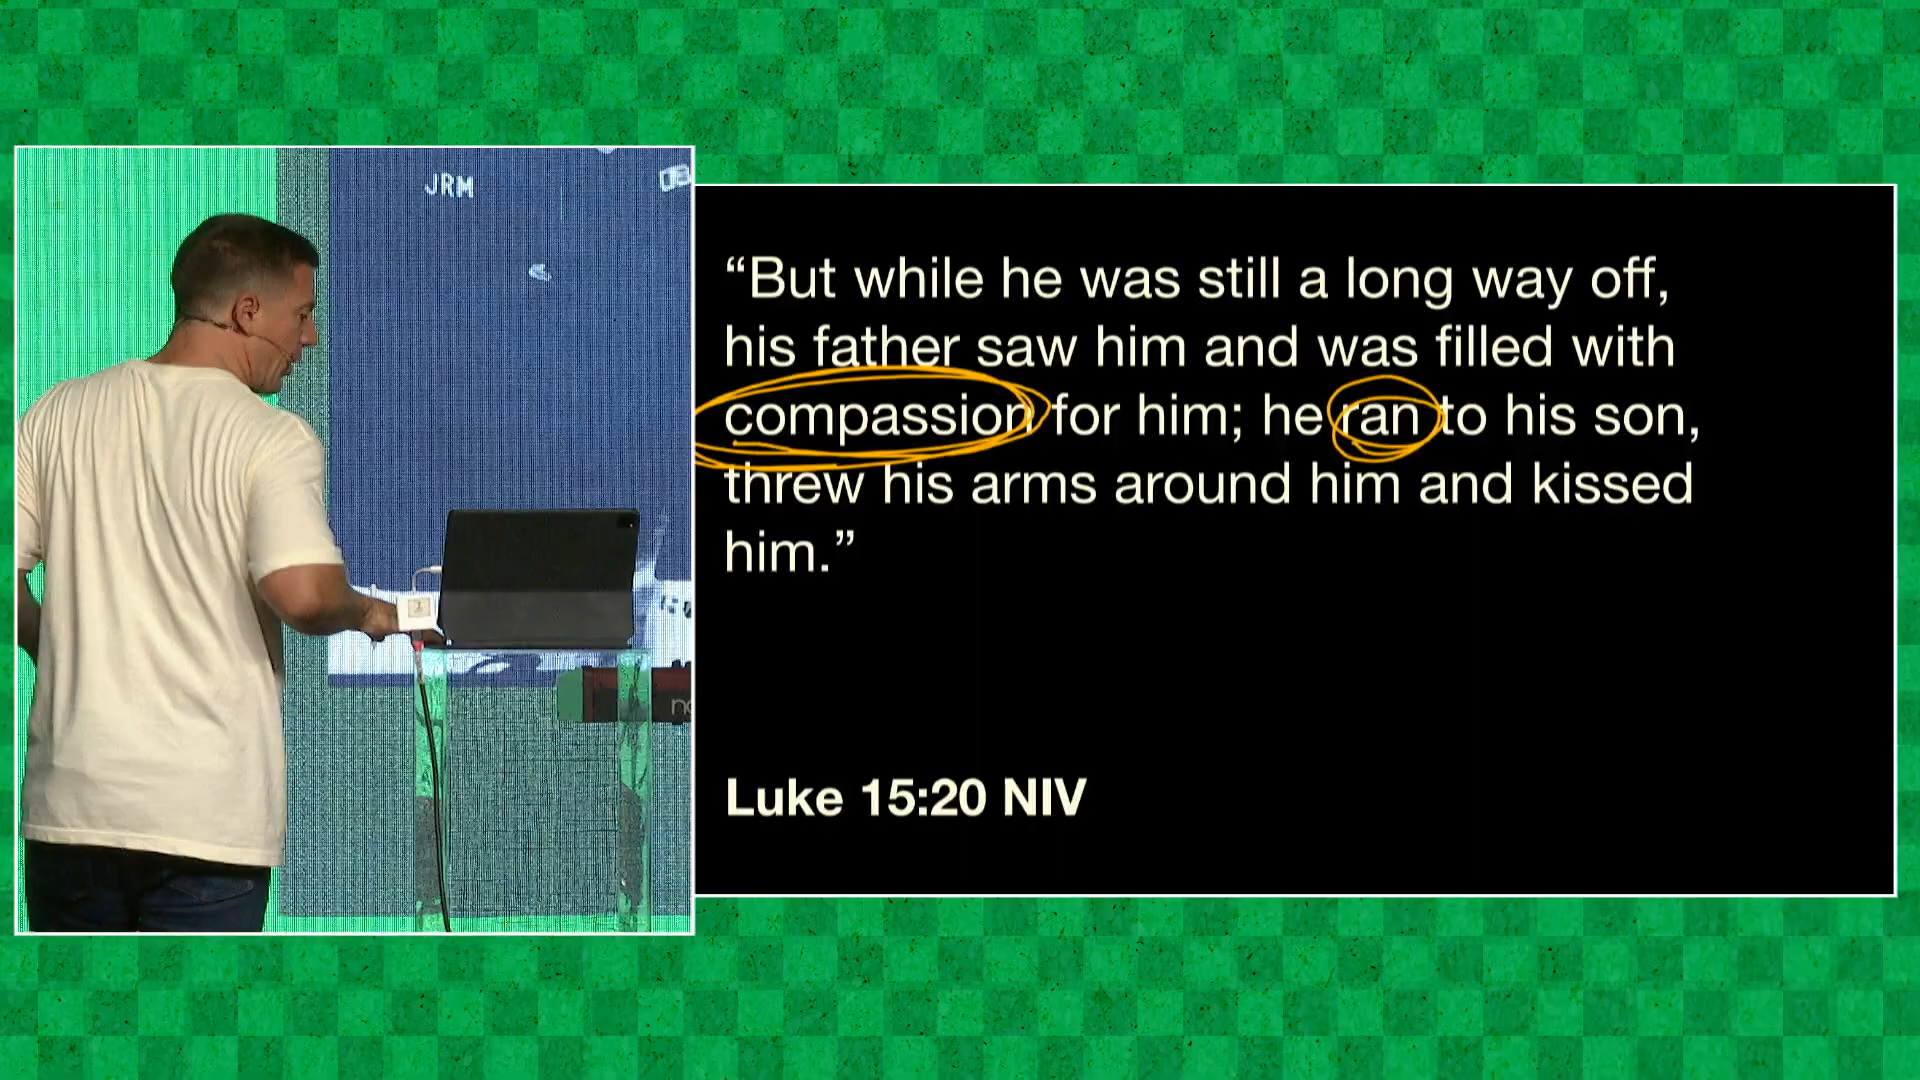 JRM
“But while he was still a long way off,
his father saw him and was filled with
compassion for him; he ran to his son,
threw his arms around him and kissed
him.”
Luke 15:20 NIV